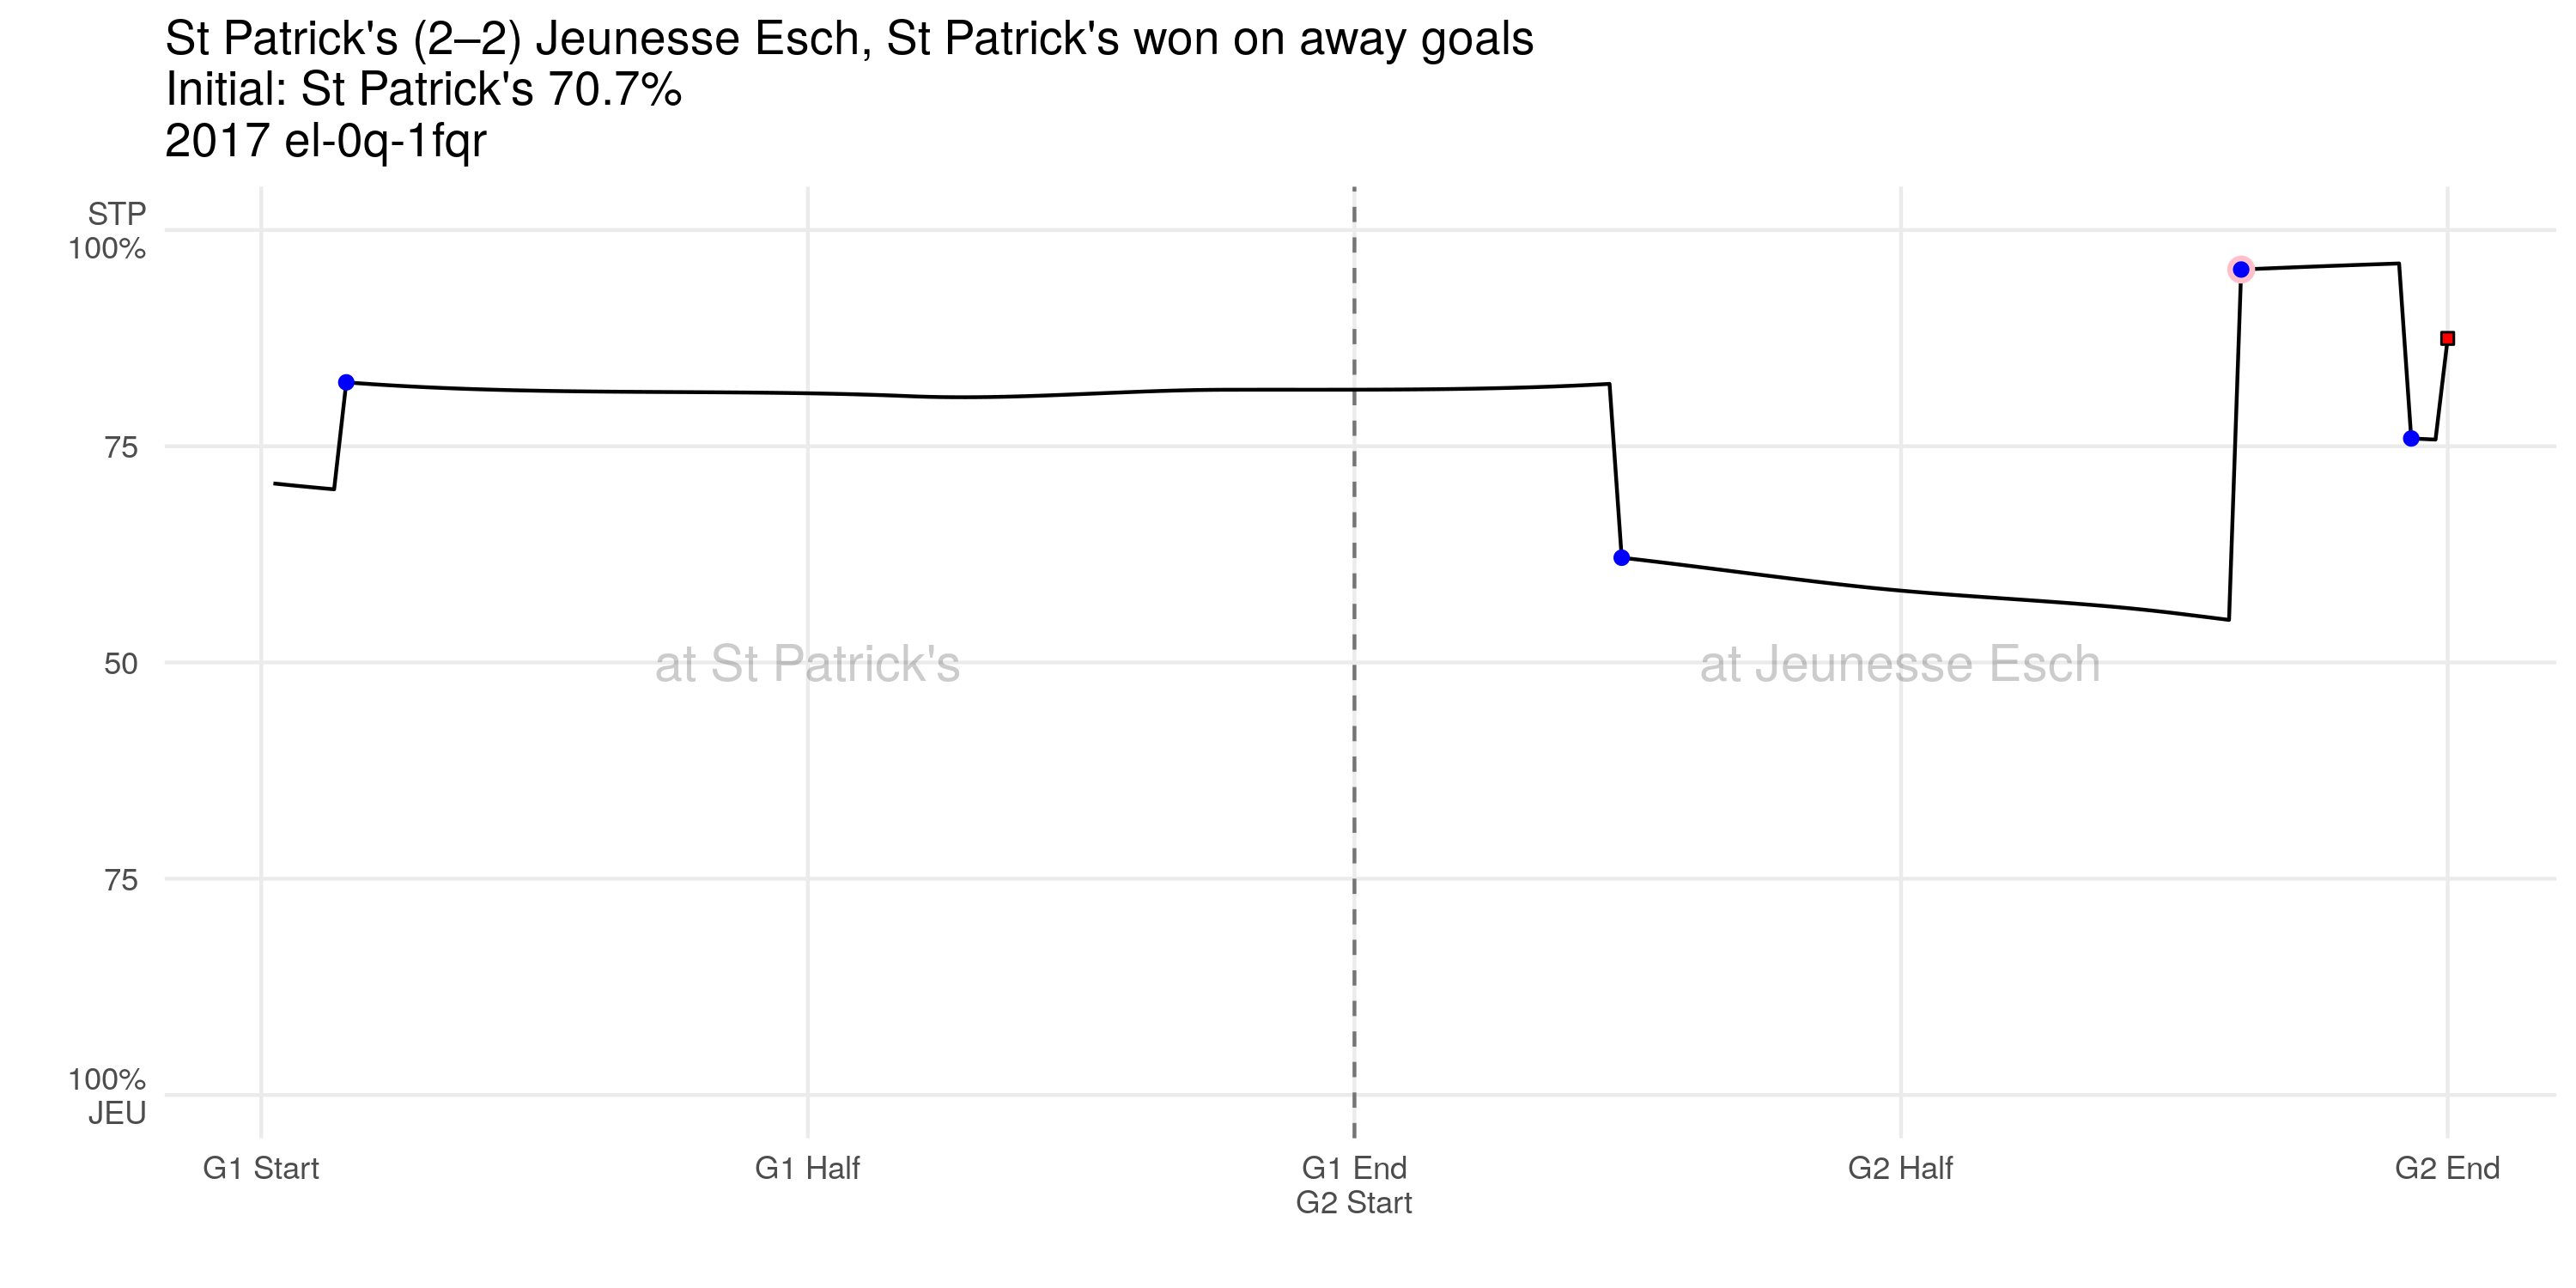 St Patrick's (2–2) Jeunesse Esch, St Patrick's won on away goals
Initial: St Patrick's 70.7%
2017 el-0q-1fqr
STP
100%
75
50
75
100%
JEU
at St Patrick's
at Jeunesse Esch
G1 Start
G1 Half
G1 End
G2 Start
G2 Half
G2 End